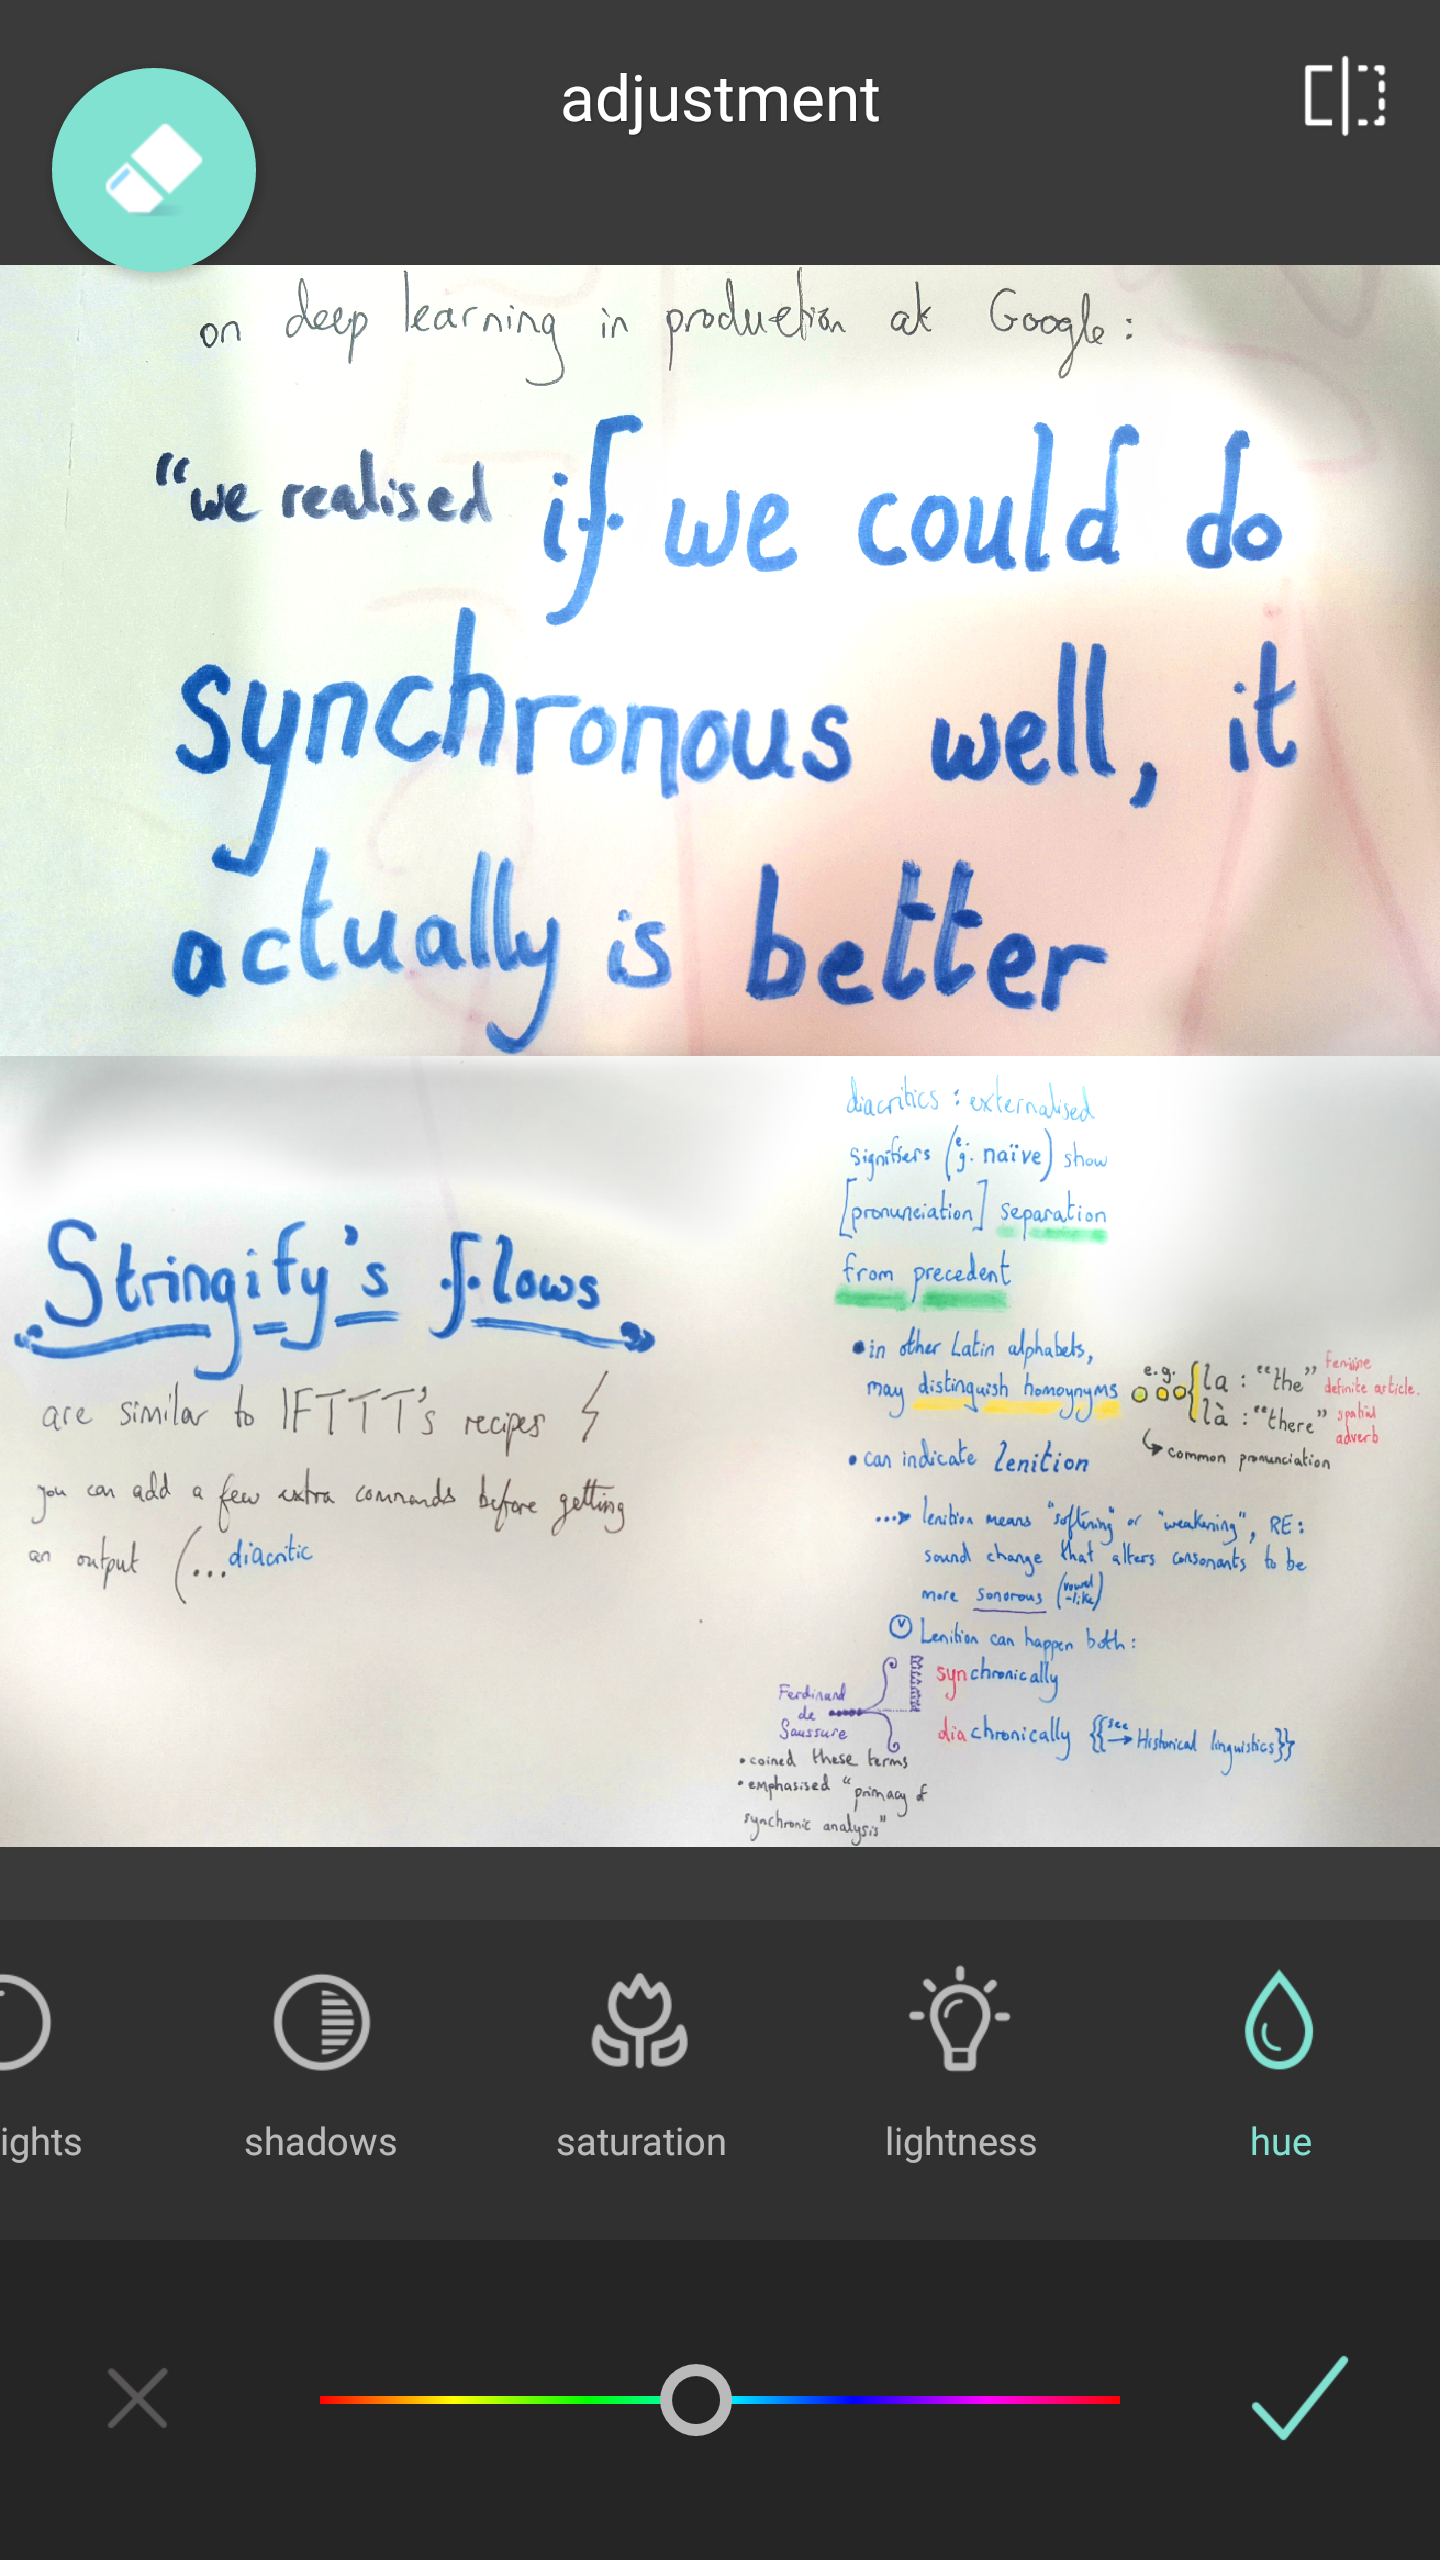 adjustment
on deep learning in production at Google:
“we realised if we could do
synchronous well, it
actually is better
Stringify's flows
are similar to IFTTT's recipes
you can add a few extra commands before getting
an output (...diacritic
diacritics : externalised
signifiers (e.g. naïve) show
[pronunciation] separation
from precedent
• in other Latin alphabets,
may distinguish homoynyms
e.g.
la : “the”
feminine
definite article.
là : “there”
spatial
adverb
common pronunciation
• can indicate lenition
...→ lenition means "softening" or "weakening", RE:
sound change that alters consonants to be
more sonorous (vowel
-like)
Lenition can happen both:
synchronically
diachronically {{see → Historical linguistics}}
Ferdinand
de
Saussure
• coined these terms
• emphasised “primacy of
synchronic analysis”
ights
shadows
saturation
lightness
hue